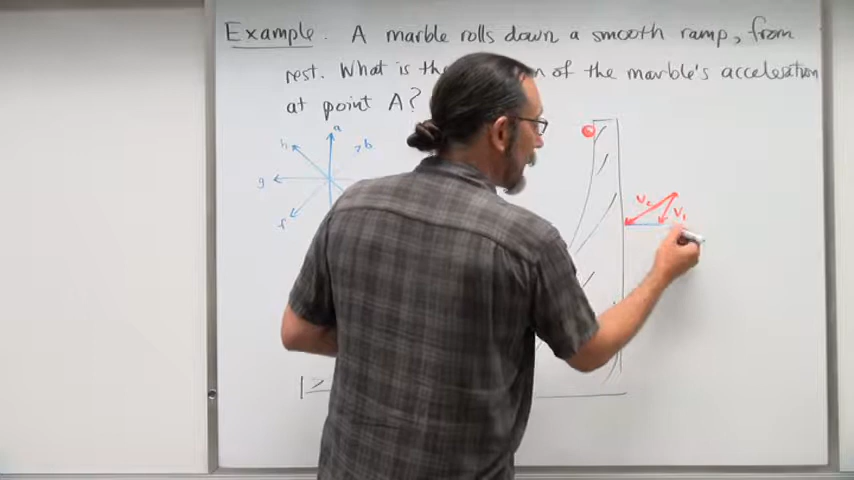 Example. A marble rolls down a smooth ramp, from
rest. What is the of the marble's acceleration
at point A?
a
h b
g
f
V₂
V₁